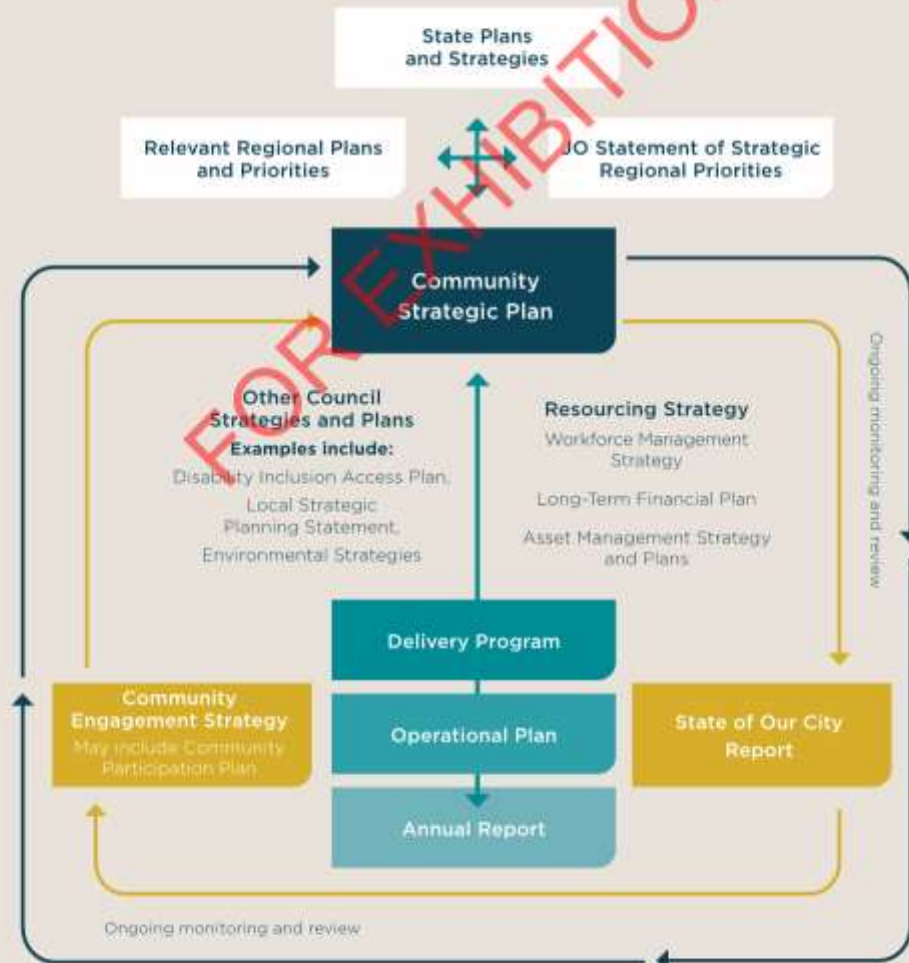 State Plans
and Strategies
Relevant Regional Plans
and Priorities
JO Statement of Strategic
Regional Priorities
FOR EXHIBITION
Community
Strategic Plan
Other Council
Strategies and Plans
Examples include:
Disability Inclusion Access Plan,
Local Strategic
Planning Statement,
Environmental Strategies
Resourcing Strategy
Workforce Management
Strategy
Long-Term Financial Plan
Asset Management Strategy
and Plans
Ongoing monitoring and review
Delivery Program
Community
Engagement Strategy
May include Community
Participation Plan
Operational Plan
State of Our City
Report
Annual Report
Ongoing monitoring and review